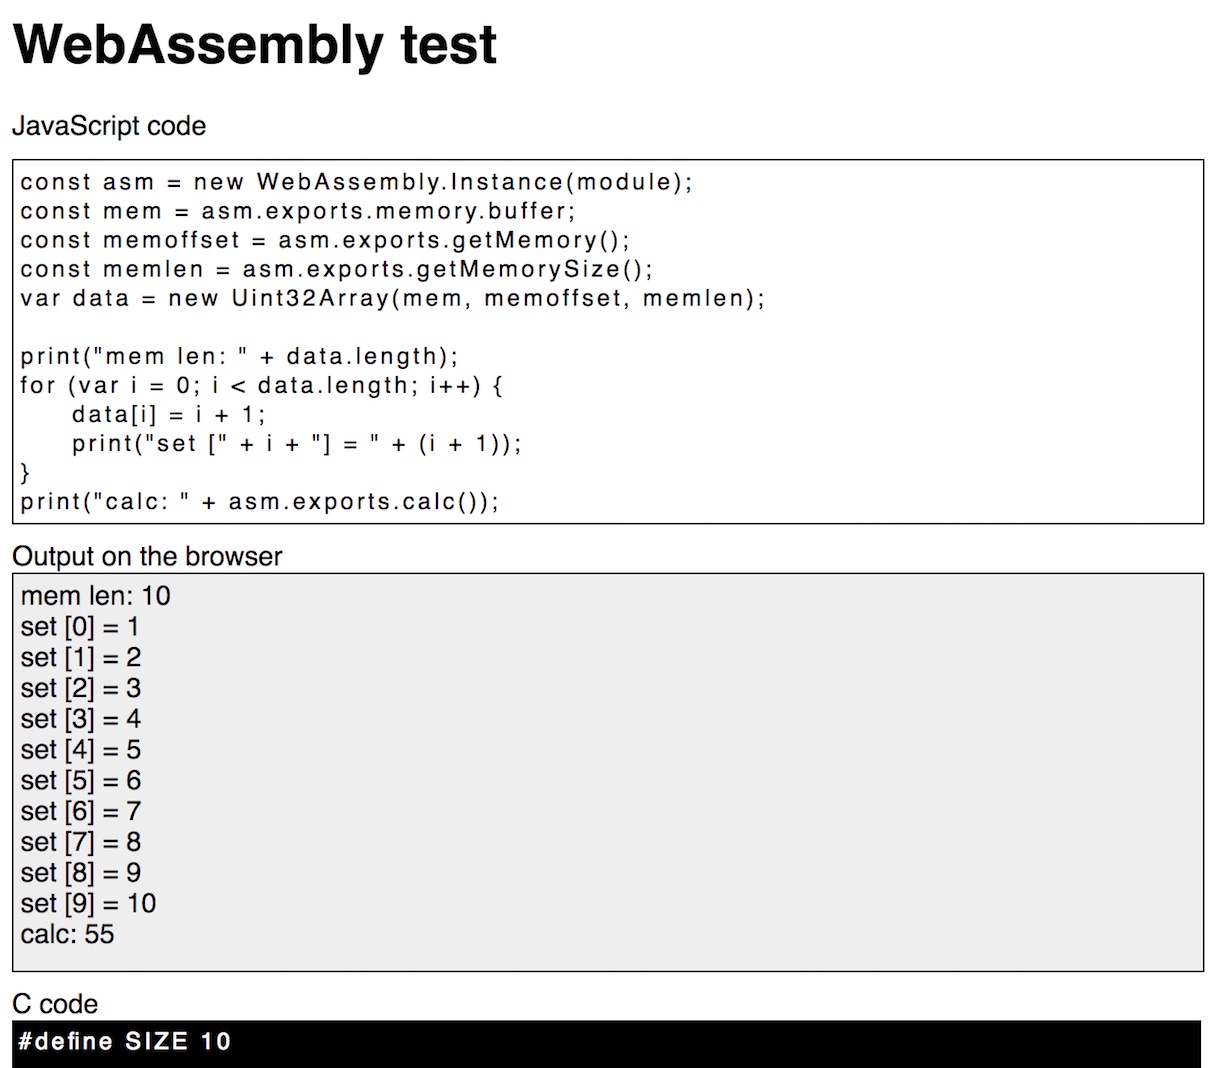 WebAssembly test
JavaScript code
const asm = new WebAssembly.Instance(module);
const mem = asm.exports.memory.buffer;
const memoffset = asm.exports.getMemory();
const memlen = asm.exports.getMemorySize();
var data = new Uint32Array(mem, memoffset, memlen);
print("mem len: " + data.length);
for (var i = 0; i < data.length; i++) {
    data[i] = i + 1;
    print("set [" + i + "] = " + (i + 1));
}
print("calc: " + asm.exports.calc());
Output on the browser
mem len: 10
set [0] = 1
set [1] = 2
set [2] = 3
set [3] = 4
set [4] = 5
set [5] = 6
set [6] = 7
set [7] = 8
set [8] = 9
set [9] = 10
calc: 55
C code
#define SIZE 10